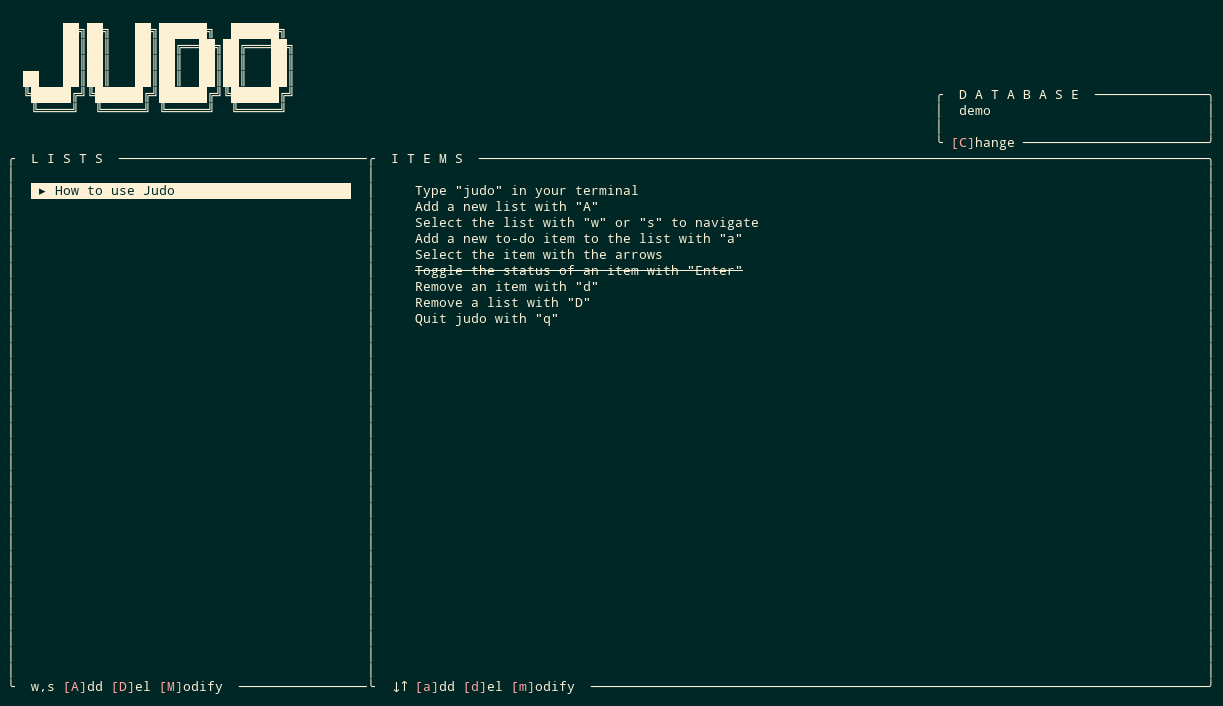 JUDO
D A T A B A S E
demo
[C]hange
L I S T S
I T E M S
▸ How to use Judo
Type "judo" in your terminal
Add a new list with "A"
Select the list with "w" or "s" to navigate
Add a new to-do item to the list with "a"
Select the item with the arrows
Toggle the status of an item with "Enter"
Remove an item with "d"
Remove a list with "D"
Quit judo with "q"
w,s [A]dd [D]el [M]odify
↓↑ [a]dd [d]el [m]odify